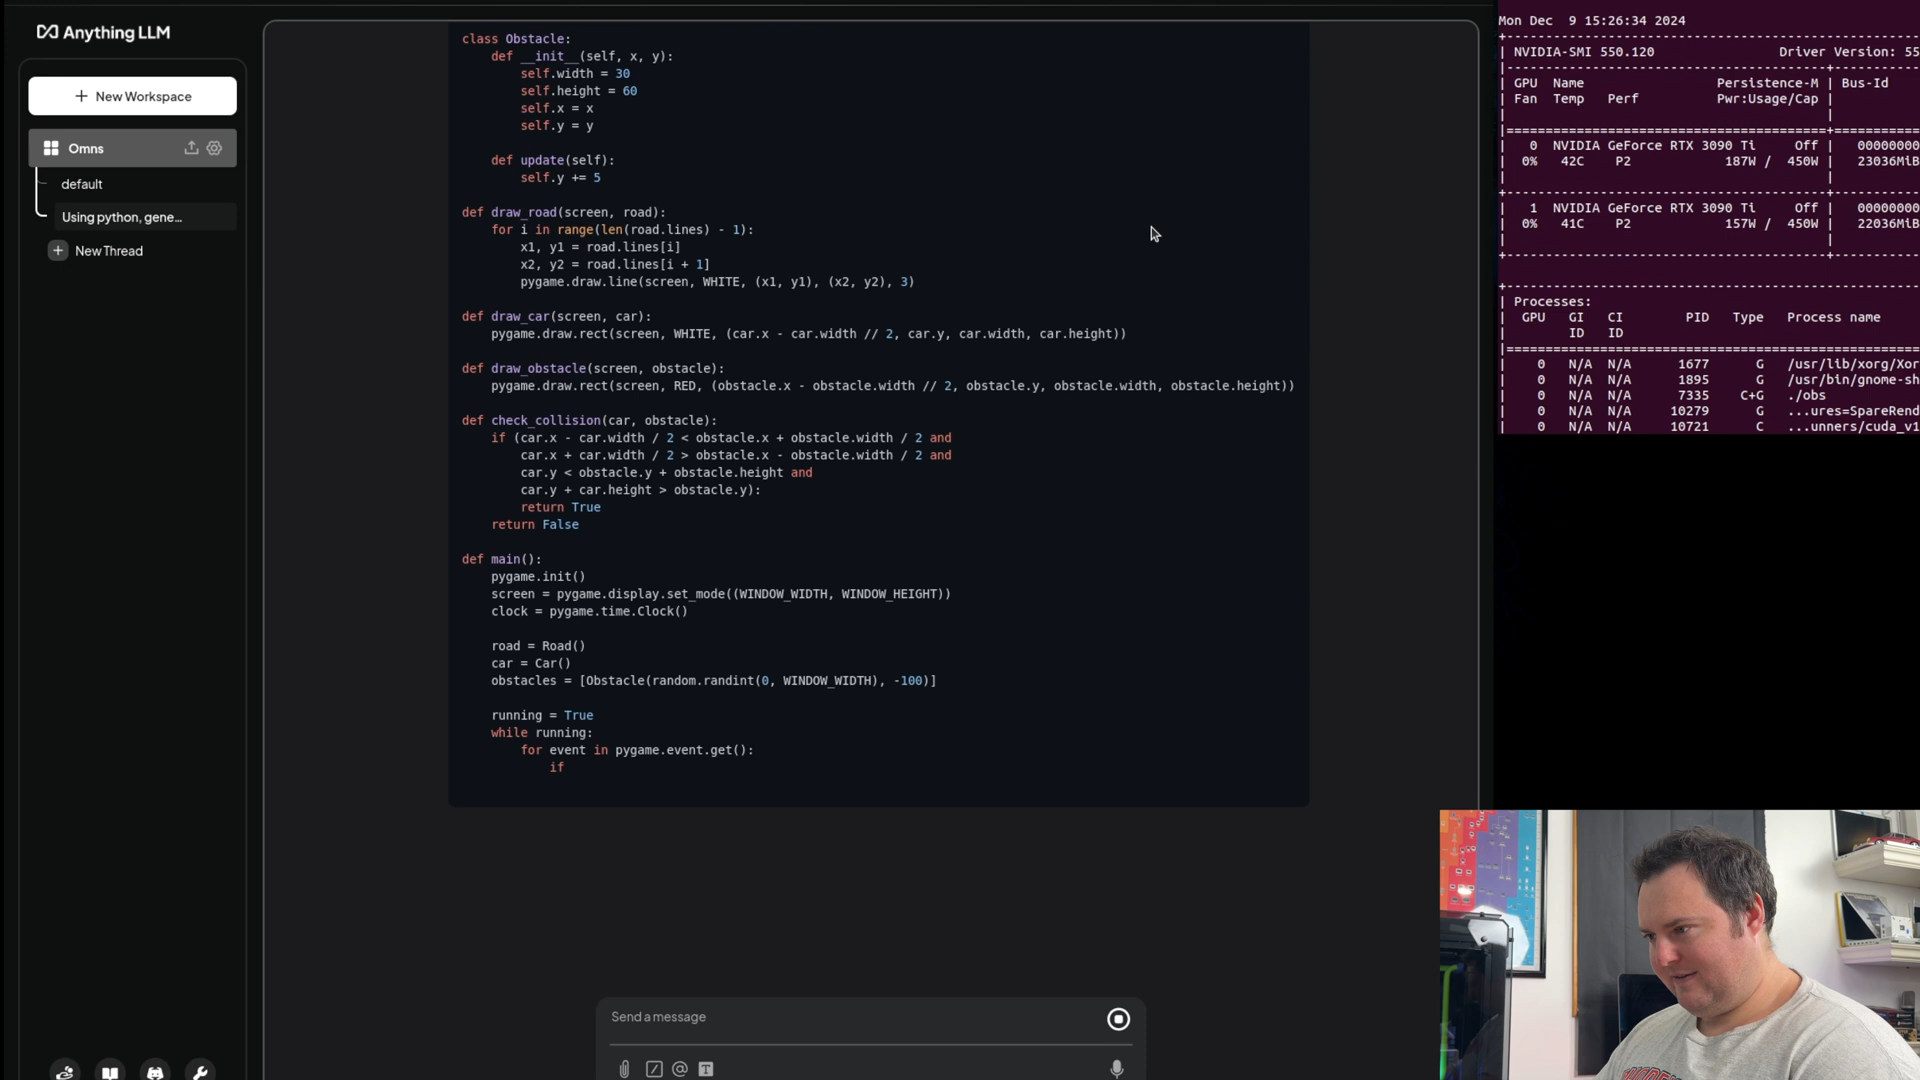 Anything LLM
New Workspace
Omns
default
Using python, gene...
New Thread
class Obstacle:
def __init__(self, x, y):
self.width = 30
self.height = 60
self.x = x
self.y = y
def update(self):
self.y += 5
def draw_road(screen, road):
for i in range(len(road.lines) - 1):
x1, y1 = road.lines[i]
x2, y2 = road.lines[i + 1]
pygame.draw.line(screen, WHITE, (x1, y1), (x2, y2), 3)
def draw_car(screen, car):
pygame.draw.rect(screen, WHITE, (car.x - car.width // 2, car.y, car.width, car.height))
def draw_obstacle(screen, obstacle):
pygame.draw.rect(screen, RED, (obstacle.x - obstacle.width // 2, obstacle.y, obstacle.width, obstacle.height))
def check_collision(car, obstacle):
if (car.x - car.width / 2 < obstacle.x + obstacle.width / 2 and
car.x + car.width / 2 > obstacle.x - obstacle.width / 2 and
car.y < obstacle.y + obstacle.height and
car.y + car.height > obstacle.y):
return True
return False
def main():
pygame.init()
screen = pygame.display.set_mode((WINDOW_WIDTH, WINDOW_HEIGHT))
clock = pygame.time.Clock()
road = Road()
car = Car()
obstacles = [Obstacle(random.randint(0, WINDOW_WIDTH), -100)]
running = True
while running:
for event in pygame.event.get():
if
Send a message
Mon Dec  9 15:26:34 2024
NVIDIA-SMI 550.120 Driver Version: 55
GPU Name Persistence-M | Bus-Id
Fan Temp Perf Pwr:Usage/Cap |
0 NVIDIA GeForce RTX 3090 Ti Off | 00000000
0% 42C P2 187W / 450W | 23036MiB
1 NVIDIA GeForce RTX 3090 Ti Off | 00000000
0% 41C P2 157W / 450W | 22036MiB
Processes:
GPU GI CI PID Type Process name
ID ID
0 N/A N/A 1677 G /usr/lib/xorg/Xor
0 N/A N/A 1895 G /usr/bin/gnome-sh
0 N/A N/A 7335 C+G ./obs
0 N/A N/A 10279 G ...ures=SpareRend
0 N/A N/A 10721 C ...unners/cuda_v1